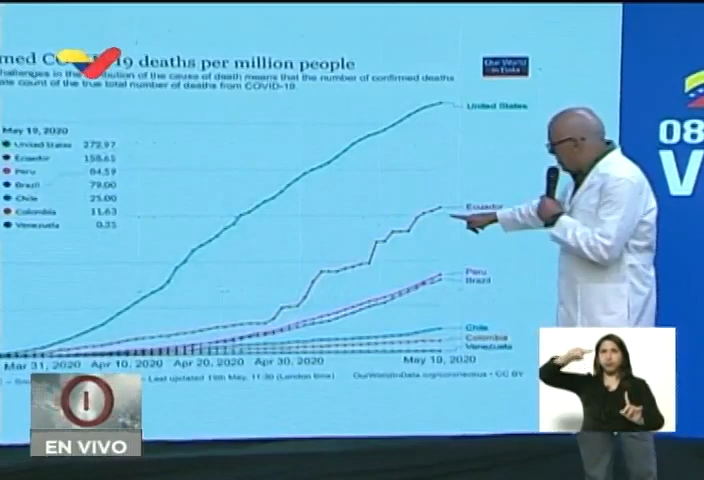 med COVID-19 deaths per million people
Our World
in Data
challenges in the attribution of the cause of death means that the number of confirmed deaths
ate count of the true total number of deaths from COVID-19.
United States
May 19, 2020
United States 272.97
Ecuador 158.65
Peru 84.59
Brazil 79.00
Chile 25.00
Colombia 11.63
Venezuela 0.35
08
V
Ecuador
Peru
Brazil
Chile
Colombia
Venezuela
Mar 31, 2020 Apr 10, 2020 Apr 20, 2020 Apr 30, 2020 May 19, 2020
Last updated 19th May, 11:30 (London time) OurWorldInData.org/coronavirus • CC BY
EN VIVO